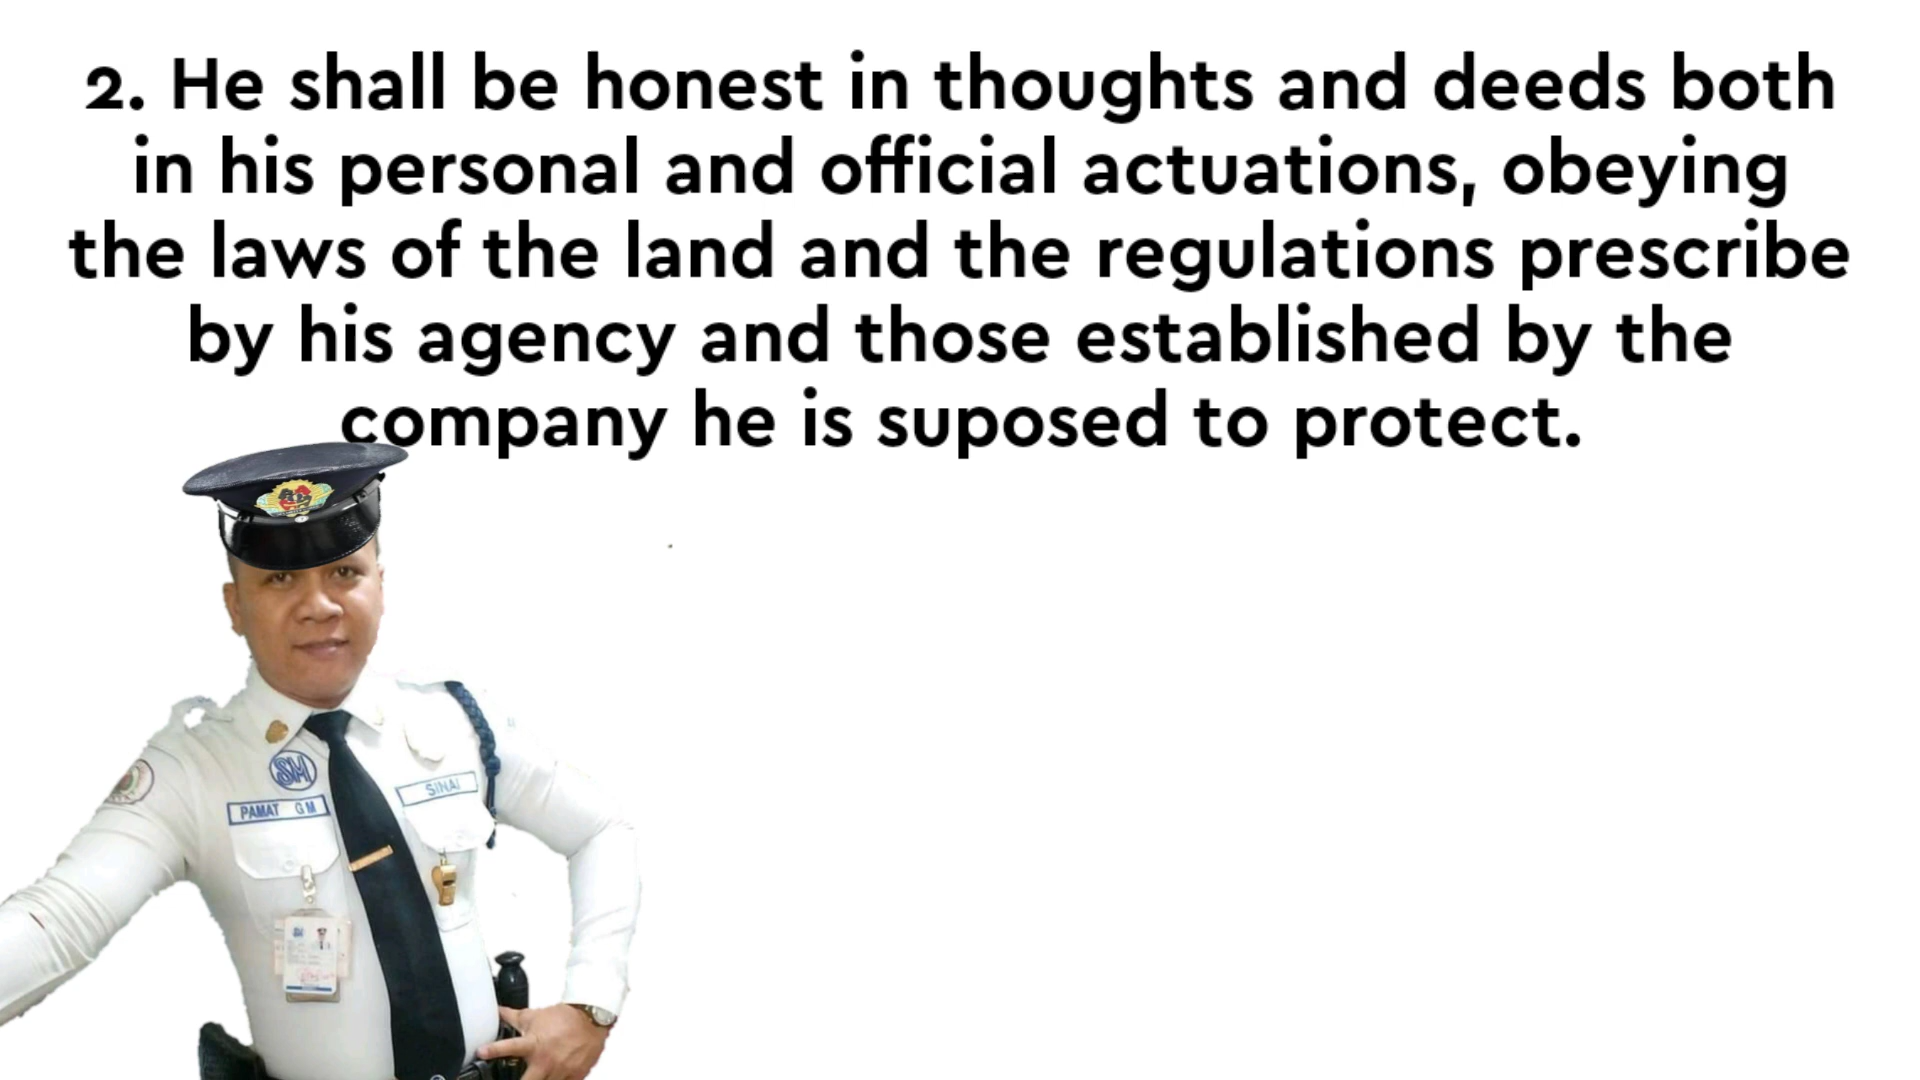 2. He shall be honest in thoughts and deeds both
in his personal and official actuations, obeying
the laws of the land and the regulations prescribe
by his agency and those established by the
company he is suposed to protect.
SM
PAMAT GM
SINAI